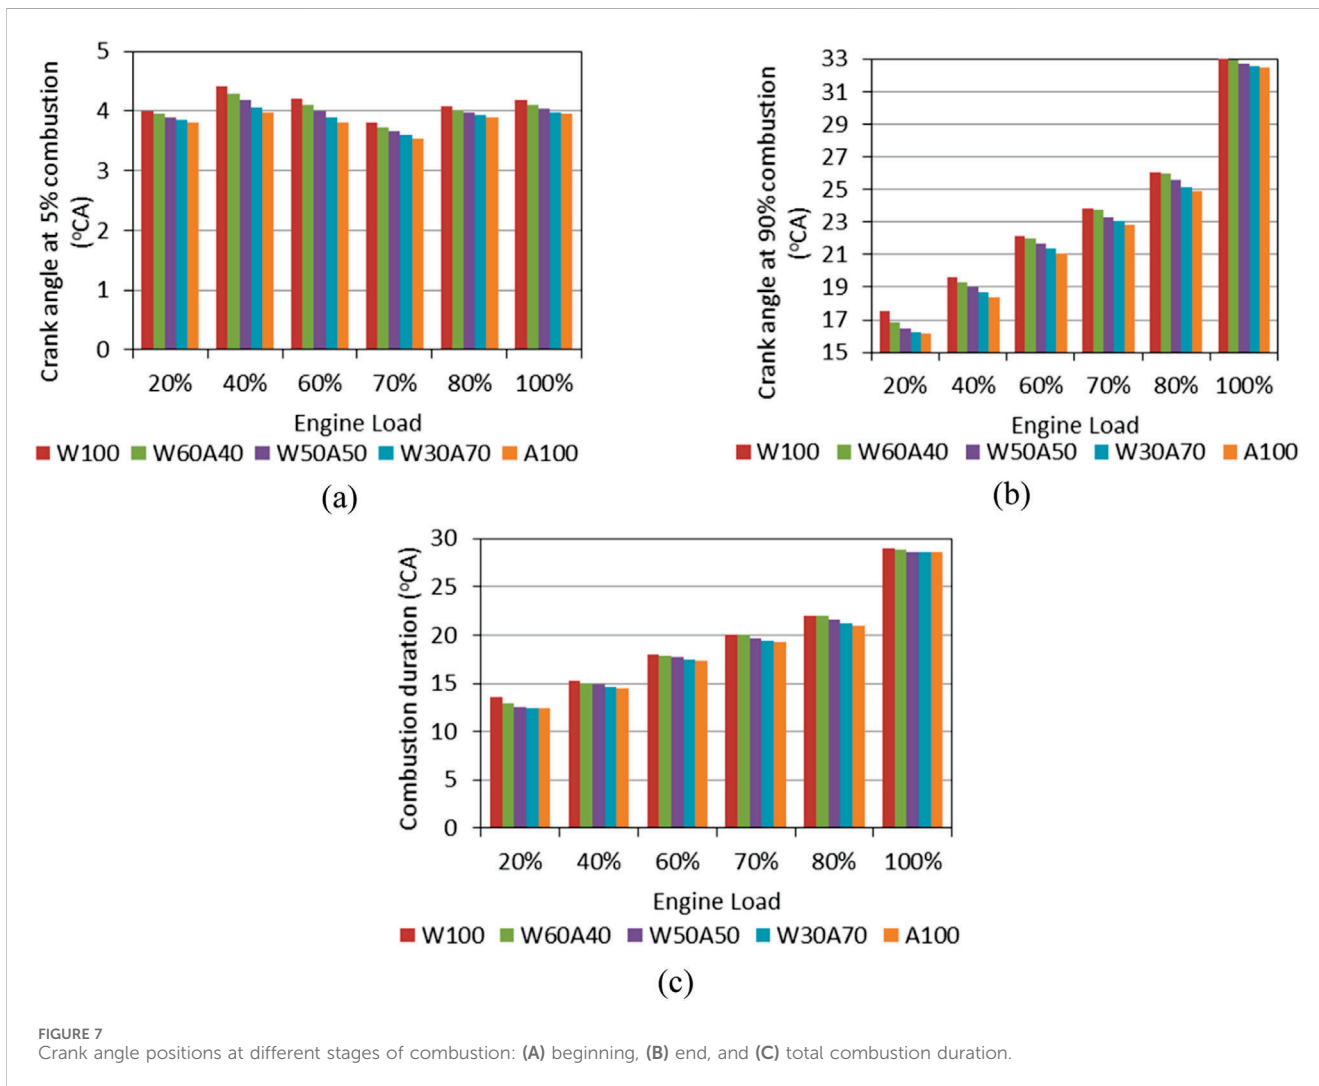 5
4
3
2
1
0
Crank angle at 5% combustion
(°CA)
20% 40% 60% 70% 80% 100%
Engine Load
W100 W60A40 W50A50 W30A70 A100
(a)
33
31
29
27
25
23
21
19
17
15
Crank angle at 90% combustion
(°CA)
20% 40% 60% 70% 80% 100%
Engine Load
W100 W60A40 W50A50 W30A70 A100
(b)
30
25
20
15
10
5
0
Combustion duration (°CA)
20% 40% 60% 70% 80% 100%
Engine Load
W100 W60A40 W50A50 W30A70 A100
(c)
FIGURE 7
Crank angle positions at different stages of combustion: (A) beginning, (B) end, and (C) total combustion duration.